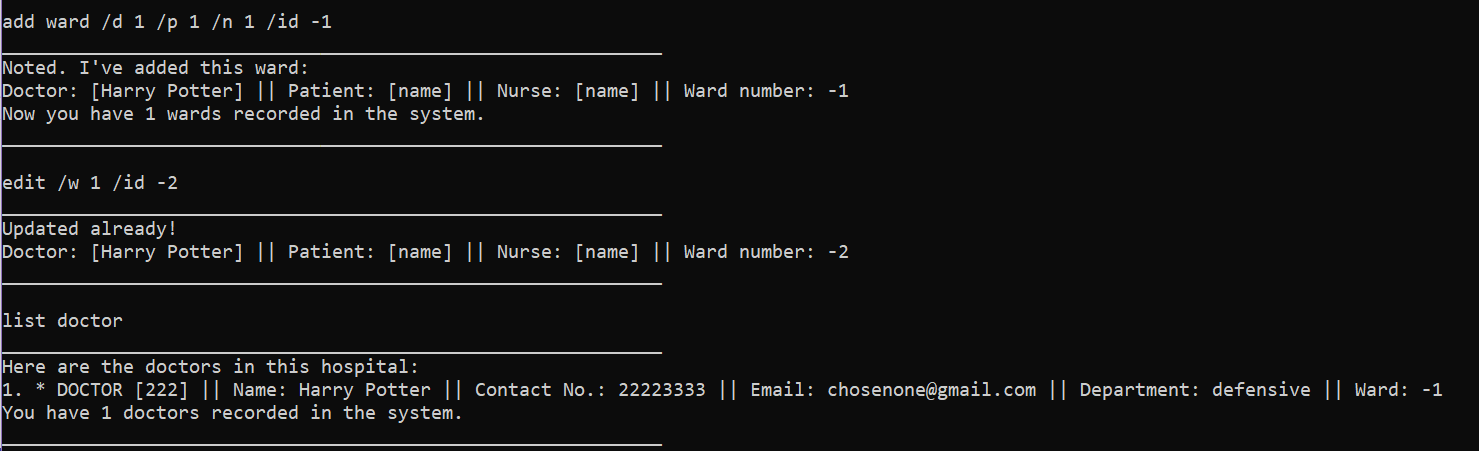 add ward /d 1 /p 1 /n 1 /id -1
Noted. I've added this ward:
Doctor: [Harry Potter] || Patient: [name] || Nurse: [name] || Ward number: -1
Now you have 1 wards recorded in the system.
edit /w 1 /id -2
Updated already!
Doctor: [Harry Potter] || Patient: [name] || Nurse: [name] || Ward number: -2
list doctor
Here are the doctors in this hospital:
1. * DOCTOR [222] || Name: Harry Potter || Contact No.: 22223333 || Email: chosenone@gmail.com || Department: defensive || Ward: -1
You have 1 doctors recorded in the system.